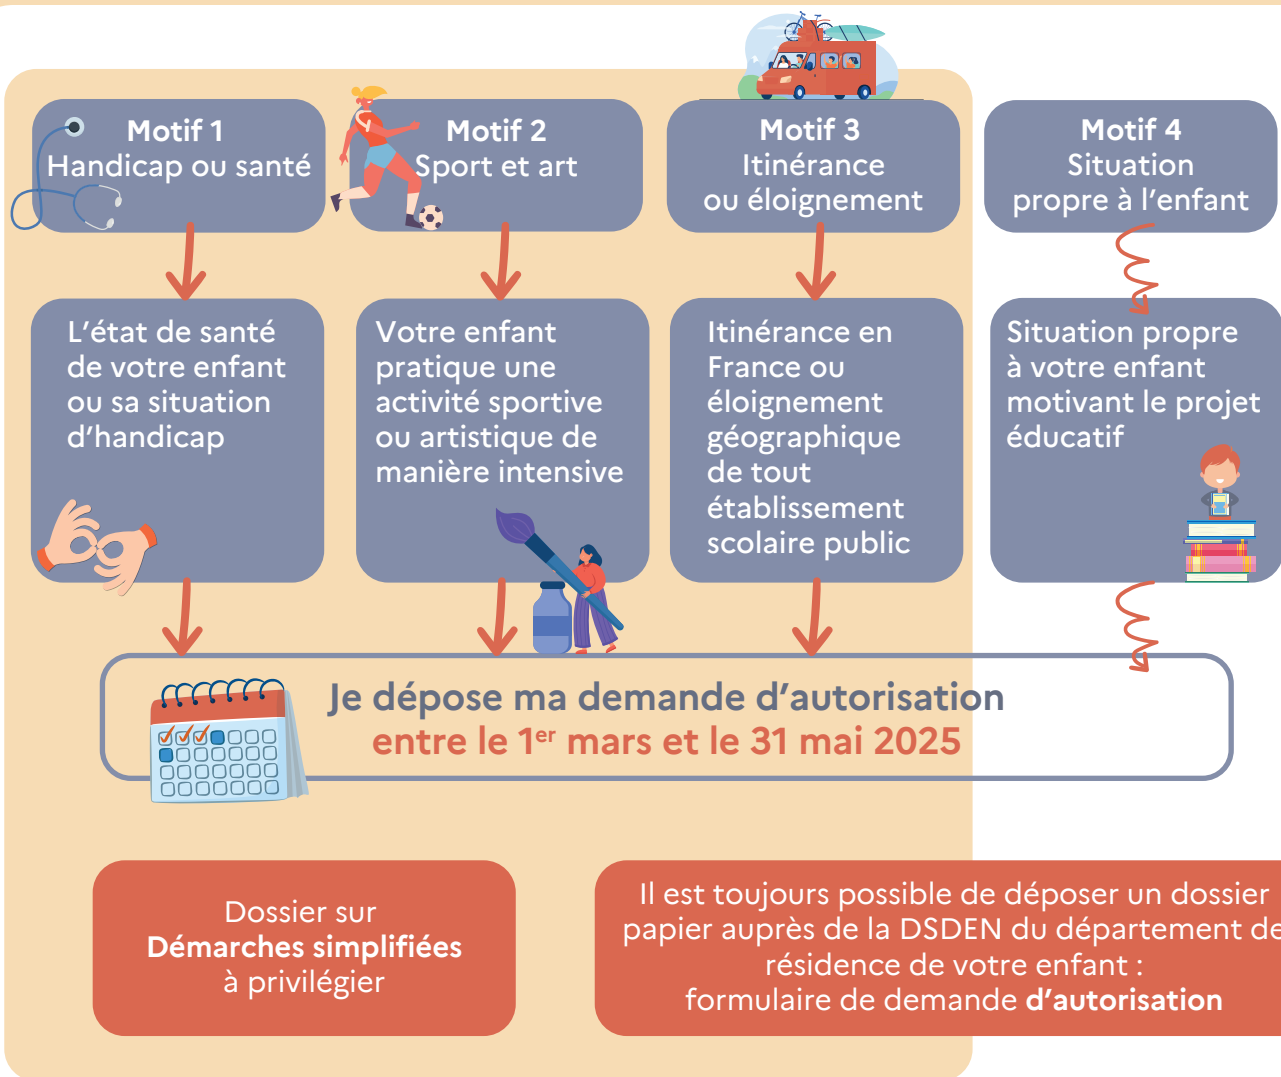 Motif 1
Handicap ou santé
Motif 2
Sport et art
Motif 3
Itinérance
ou éloignement
Motif 4
Situation
propre à l'enfant
L'état de santé
de votre enfant
ou sa situation
d'handicap
Votre enfant
pratique une
activité sportive
ou artistique de
manière intensive
Itinérance en
France ou
éloignement
géographique
de tout
établissement
scolaire public
Situation propre
à votre enfant
motivant le projet
éducatif
Je dépose ma demande d'autorisation
entre le 1er mars et le 31 mai 2025
Dossier sur
Démarches simplifiées
à privilégier
Il est toujours possible de déposer un dossier
papier auprès de la DSDEN du département de
résidence de votre enfant :
formulaire de demande d'autorisation